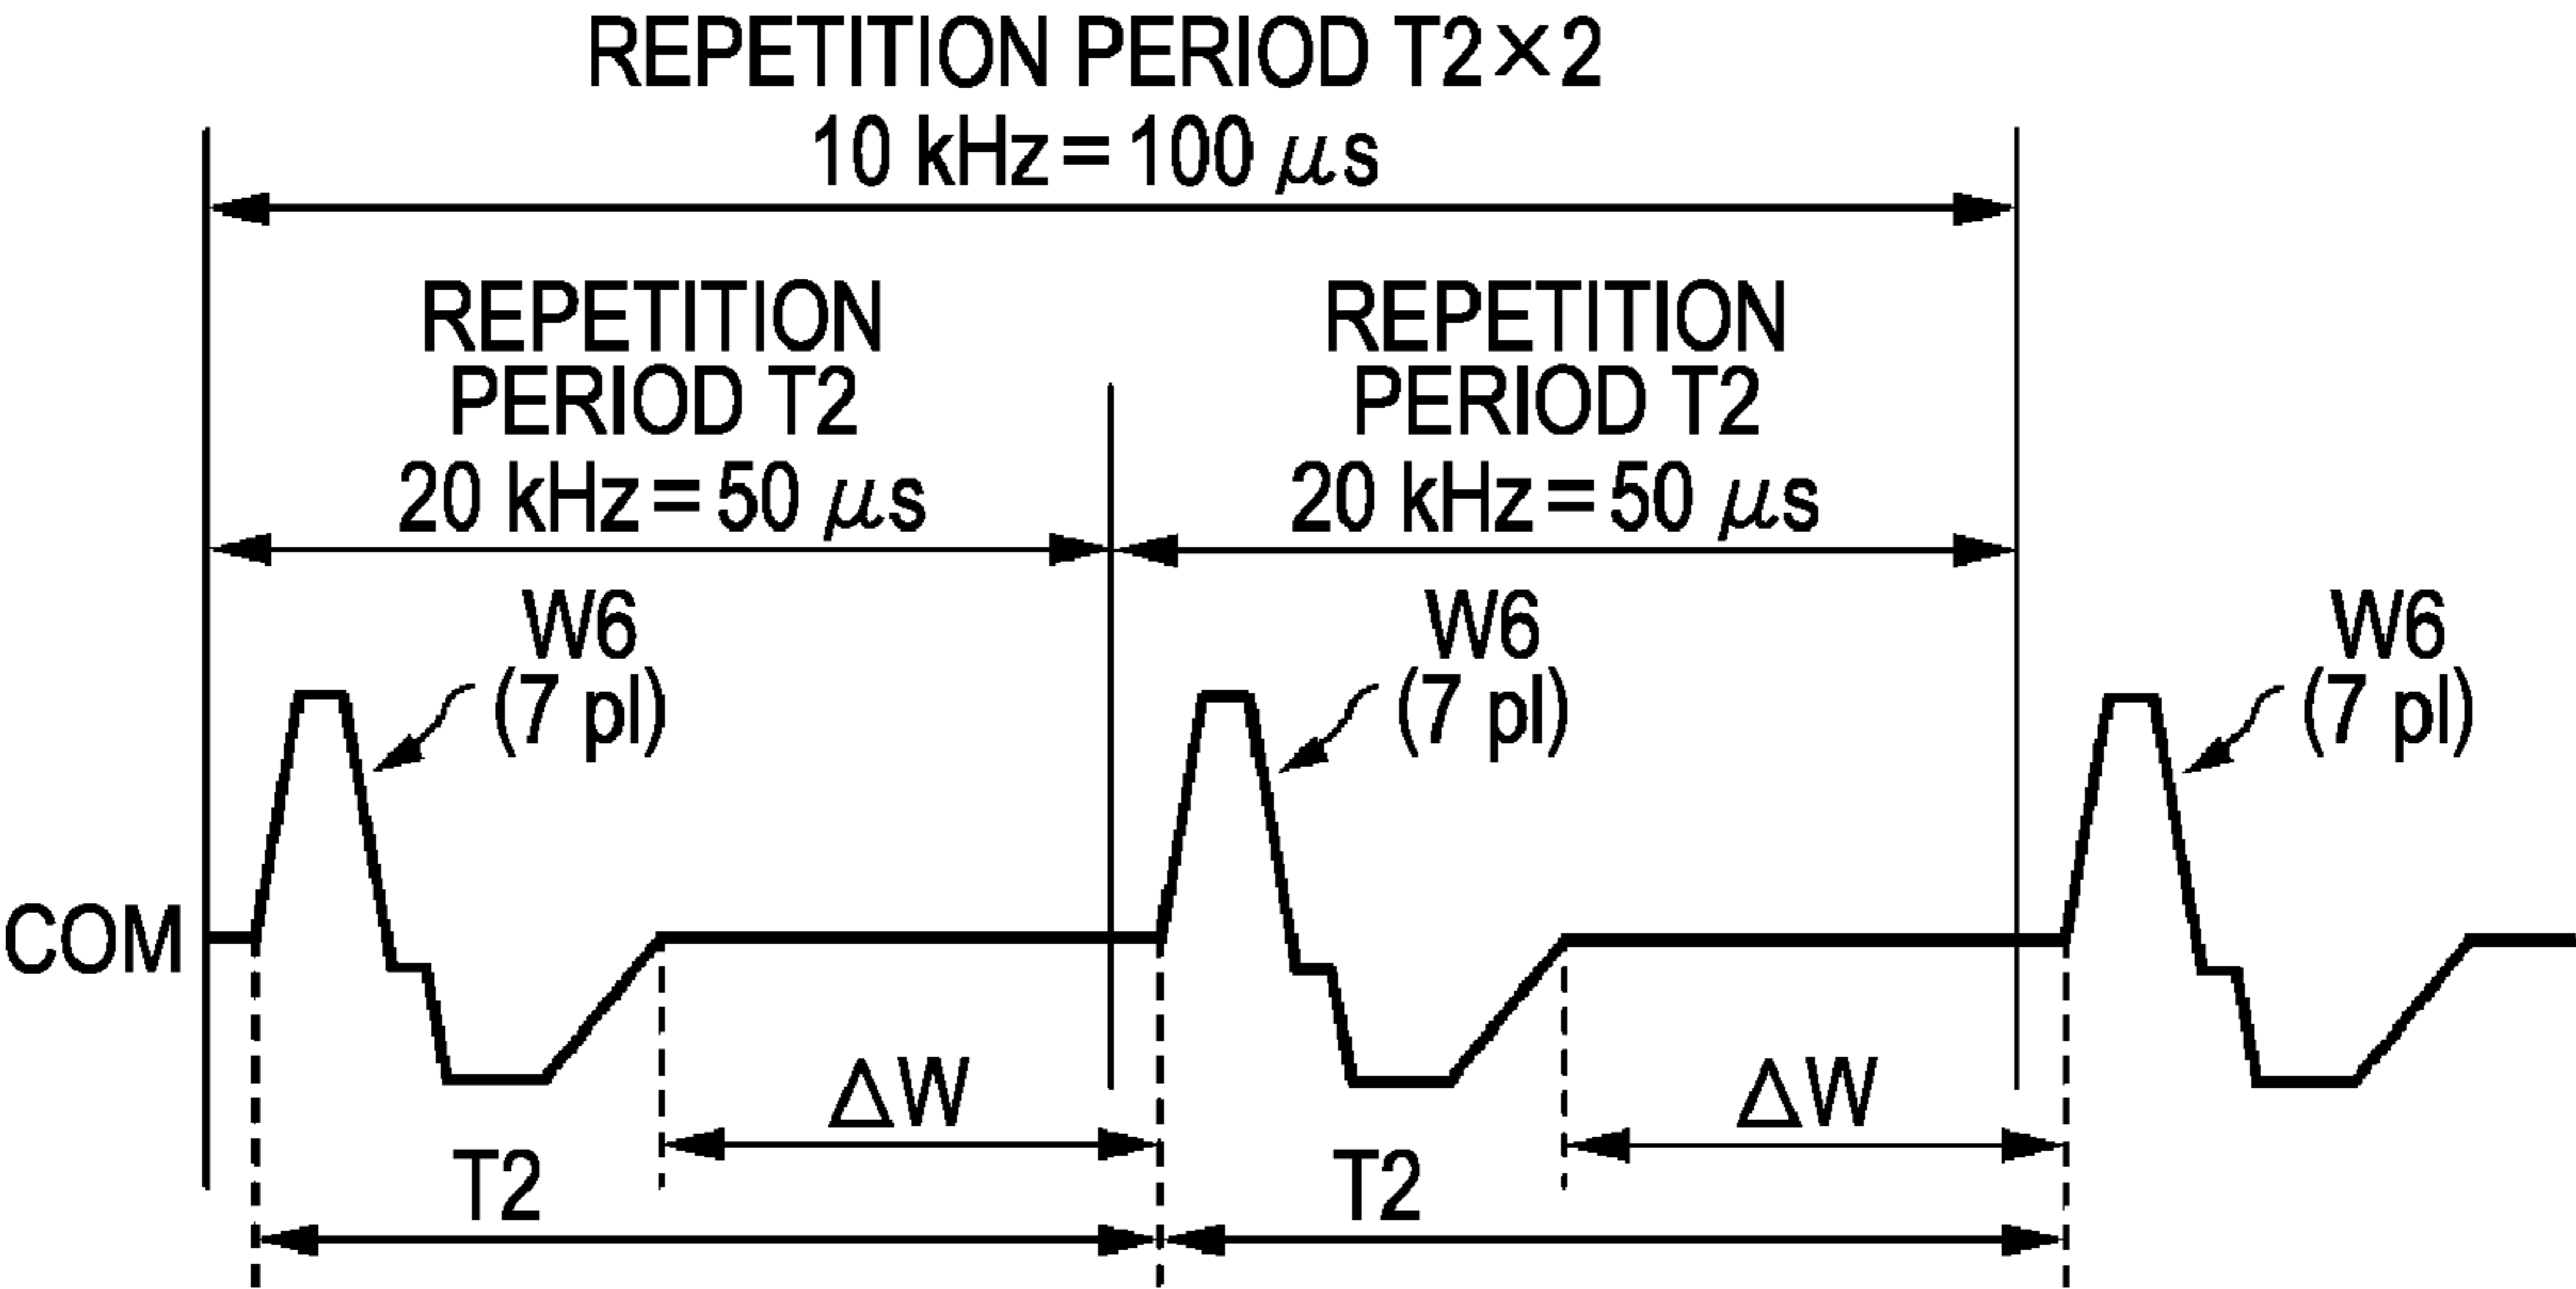 REPETITION PERIOD T2×2
10 kHz=100 μs
REPETITION
PERIOD T2
20 kHz=50 μs
REPETITION
PERIOD T2
20 kHz=50 μs
W6
(7 pl)
W6
(7 pl)
W6
(7 pl)
COM
ΔW
ΔW
T2
T2